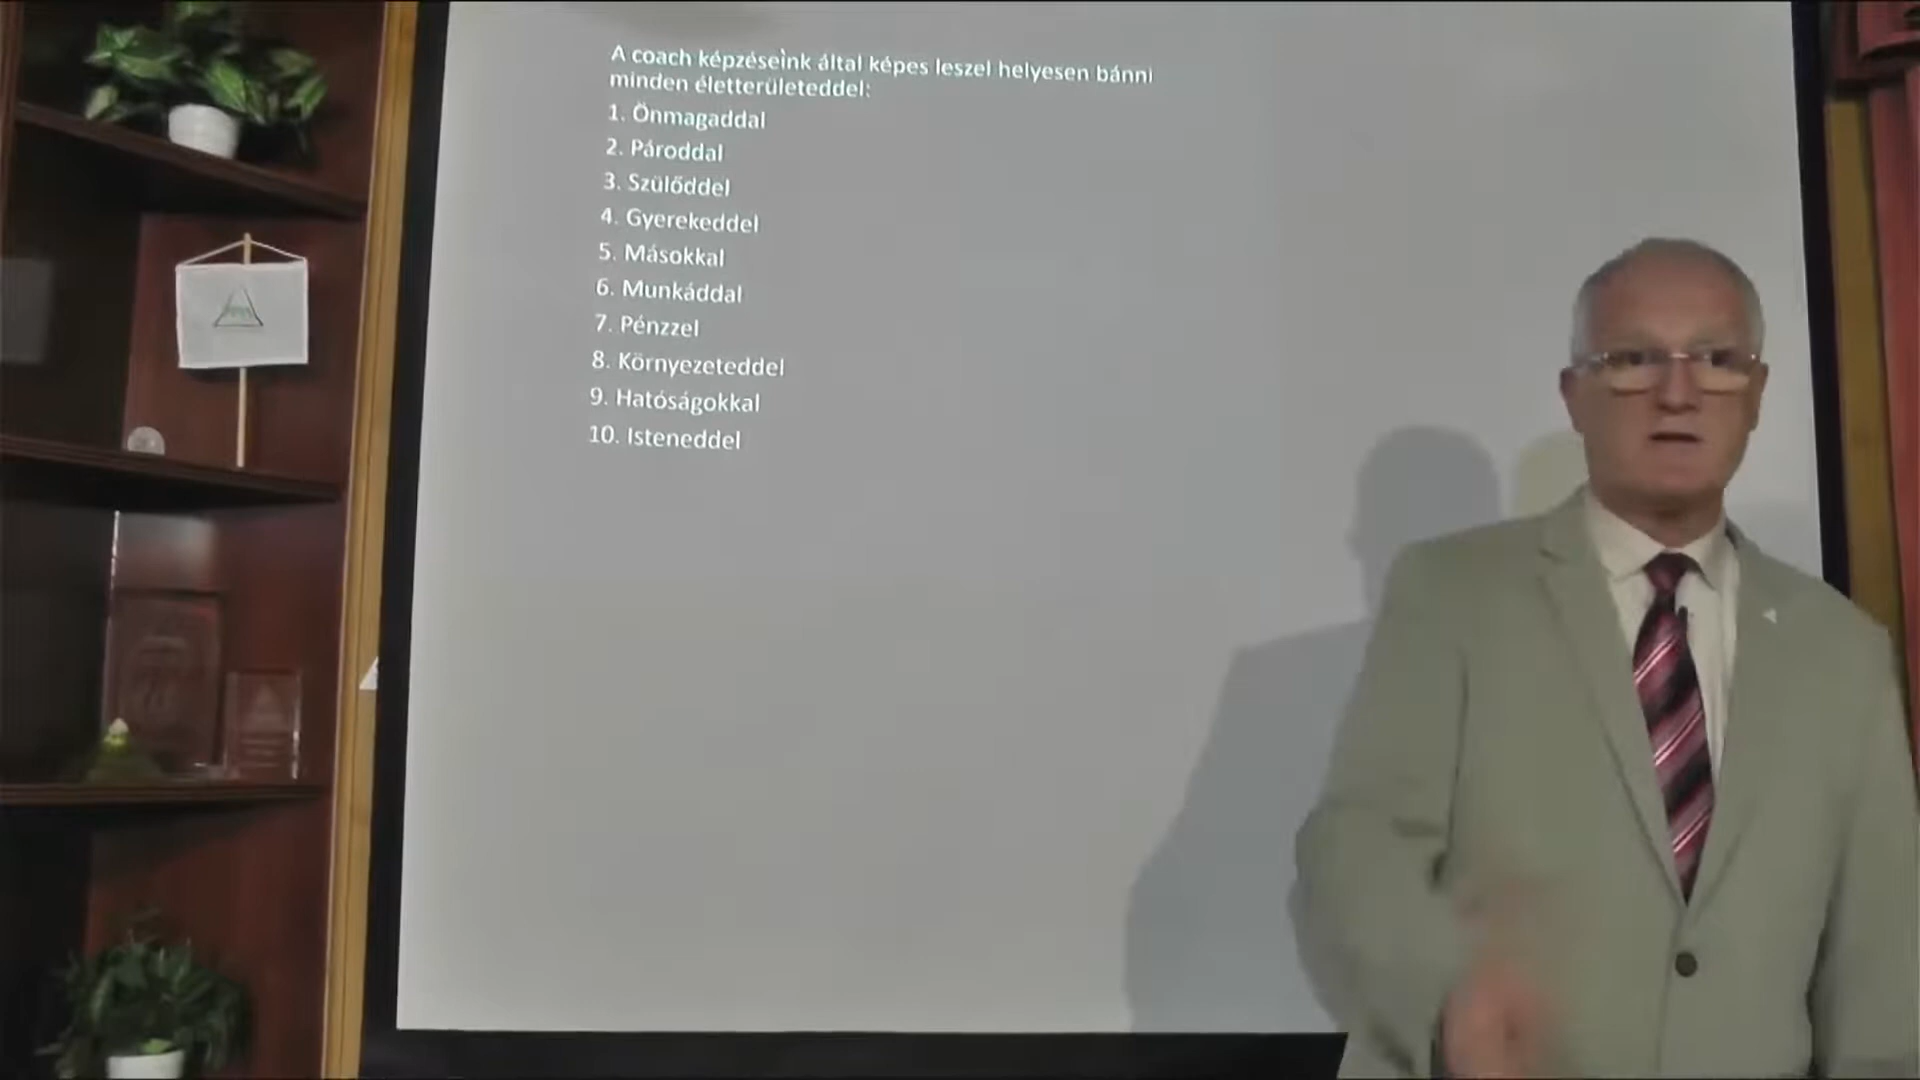 A coach képzéseink által képes leszel helyesen bánni
minden életterületeddel:
1. Önmagaddal
2. Pároddal
3. Szülőddel
4. Gyerekeddel
5. Másokkal
6. Munkáddal
7. Pénzzel
8. Környezeteddel
9. Hatóságokkal
10. Isteneddel